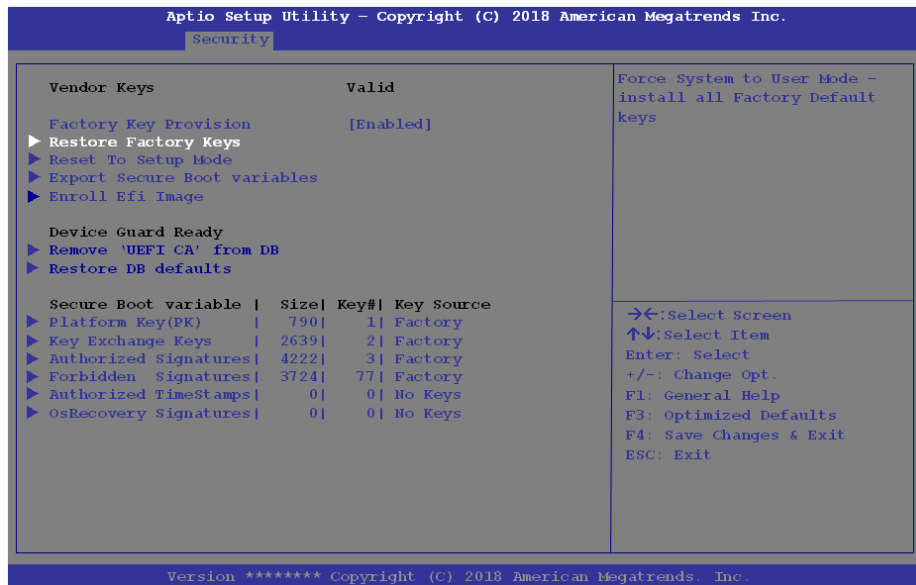 Aptio Setup Utility – Copyright (C) 2018 American Megatrends Inc.
Security
Vendor Keys Valid
Factory Key Provision [Enabled]
▶ Restore Factory Keys
▶ Reset To Setup Mode
▶ Export Secure Boot variables
▶ Enroll Efi Image
Device Guard Ready
▶ Remove 'UEFI CA' from DB
▶ Restore DB defaults
Secure Boot variable | Size| Key#| Key Source
▶ Platform Key(PK) | 790| 1| Factory
▶ Key Exchange Keys | 2639| 2| Factory
▶ Authorized Signatures| 4222| 3| Factory
▶ Forbidden Signatures| 3724| 77| Factory
▶ Authorized TimeStamps| 0| 0| No Keys
▶ OsRecovery Signatures| 0| 0| No Keys
Force System to User Mode –
install all Factory Default
keys
→←:Select Screen
↑↓:Select Item
Enter: Select
+/-: Change Opt.
F1: General Help
F3: Optimized Defaults
F4: Save Changes & Exit
ESC: Exit
Version ******** Copyright (C) 2018 American Megatrends. Inc.